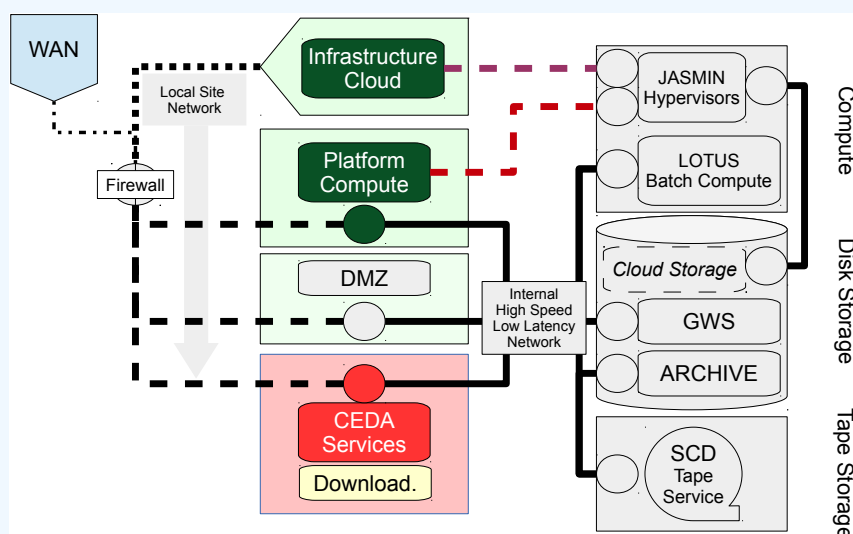 WAN
Local Site
Network
Firewall
Infrastructure
Cloud
Platform
Compute
DMZ
CEDA
Services
Download.
Internal
High Speed
Low Latency
Network
JASMIN
Hypervisors
LOTUS
Batch Compute
Cloud Storage
GWS
ARCHIVE
SCD
Tape
Service
Compute
Disk Storage
Tape Storage